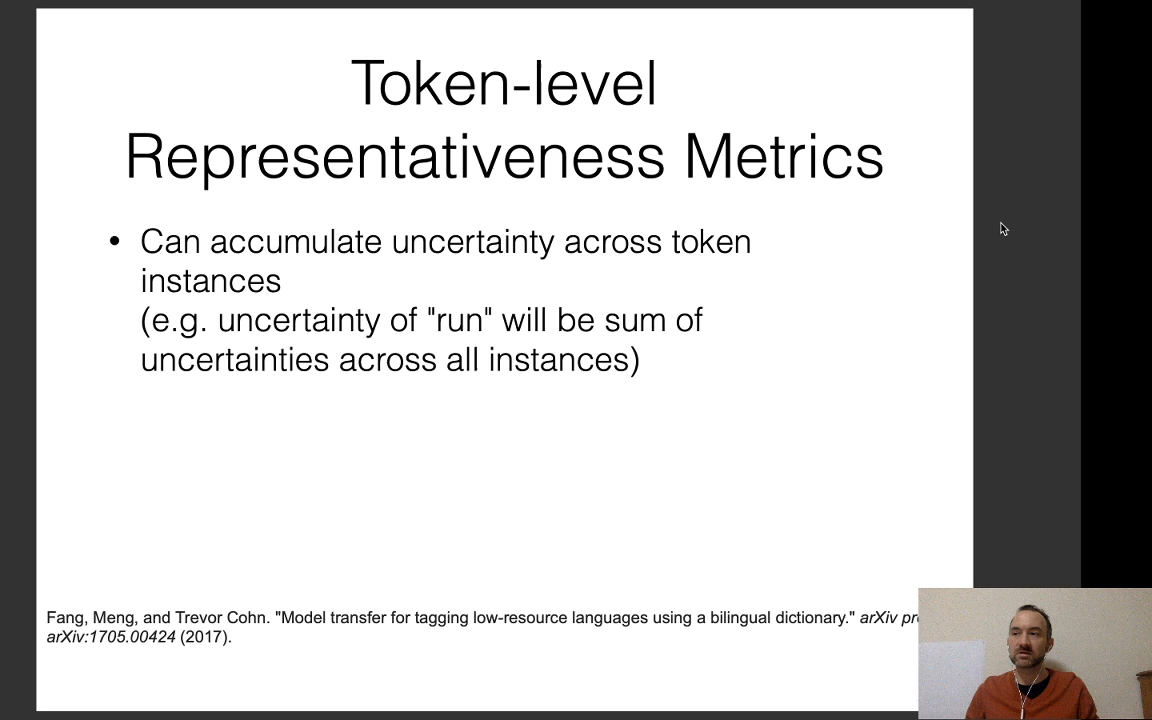 Token-level
Representativeness Metrics
• Can accumulate uncertainty across token
instances
(e.g. uncertainty of "run" will be sum of
uncertainties across all instances)
Fang, Meng, and Trevor Cohn. "Model transfer for tagging low-resource languages using a bilingual dictionary." arXiv
arXiv:1705.00424 (2017).